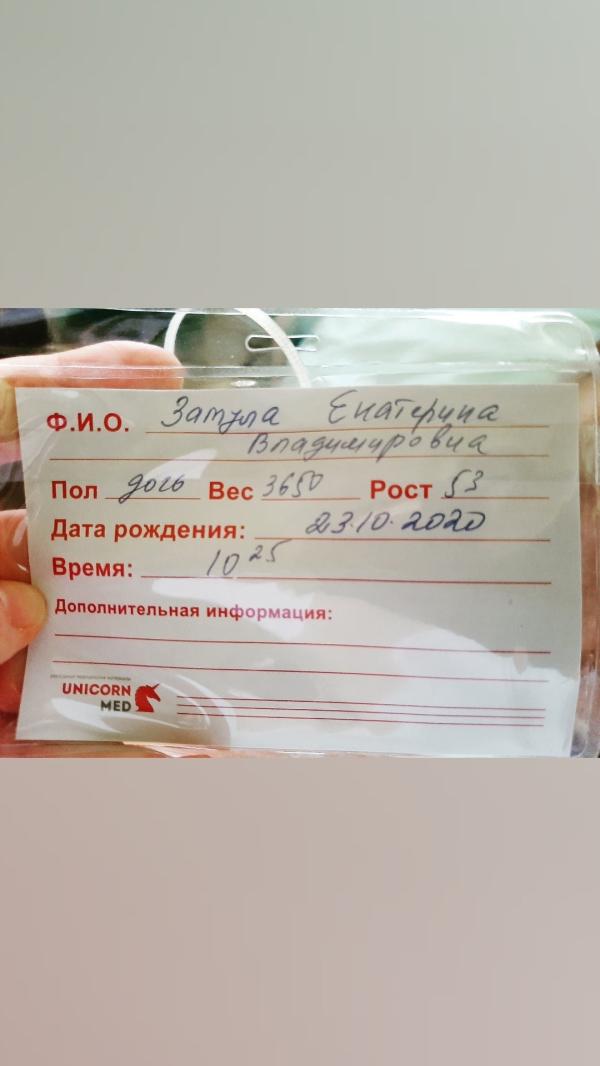 Ф.И.О. Затула Екатерина
Владимировна
Пол дочь Вес 3650 Рост 53
Дата рождения: 23.10.2020
Время: 10 25
Дополнительная информация:
UNICORN
MED